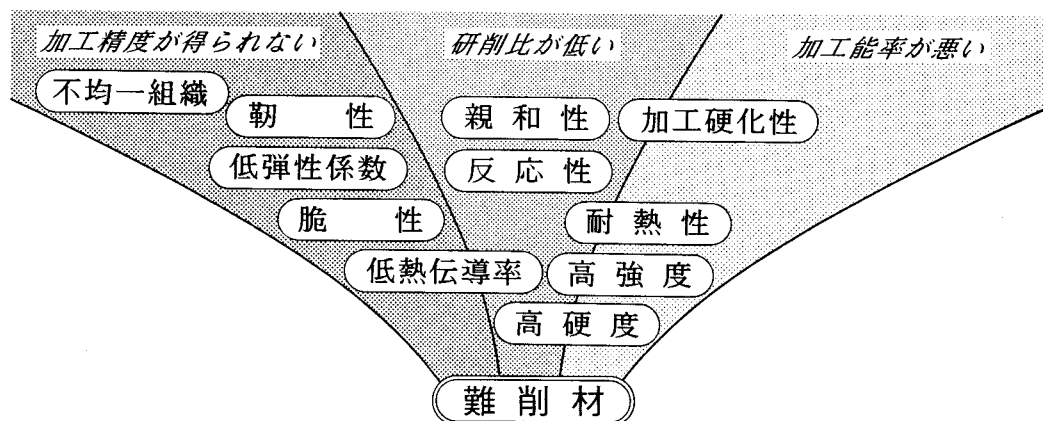 加工精度が得られない
研削比が低い
加工能率が悪い
不均一組織
靭性
親和性
加工硬化性
低弾性係数
反応性
脆性
耐熱性
低熱伝導率
高強度
高硬度
難削材